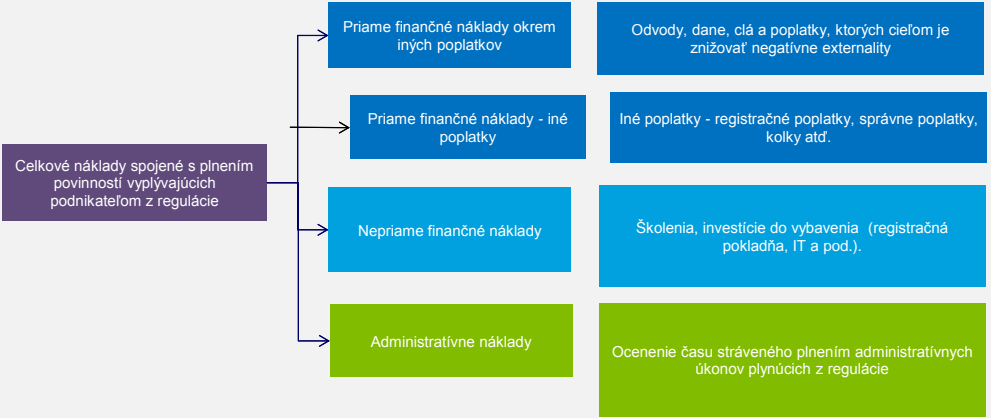 Celkové náklady spojené s plnením
povinností vyplývajúcich
podnikateľom z regulácie
Priame finančné náklady okrem
iných poplatkov
Odvody, dane, clá a poplatky, ktorých cieľom je
znižovať negatívne externality
Priame finančné náklady - iné
poplatky
Iné poplatky - registračné poplatky, správne poplatky,
kolky atď.
Nepriame finančné náklady
Školenia, investície do vybavenia (registračná
pokladňa, IT a pod.).
Administratívne náklady
Ocenenie času stráveného plnením administratívnych
úkonov plynúcich z regulácie